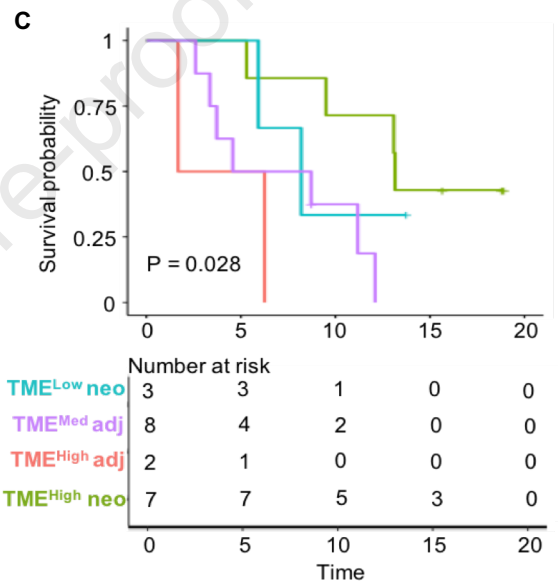 C
1
0.75
0.5
0.25
0
Survival probability
P = 0.028
0 5 10 15 20
Number at risk
TMELow neo 3 3 1 0 0
TMEMed adj 8 4 2 0 0
TMEHigh adj 2 1 0 0 0
TMEHigh neo 7 7 5 3 0
0 5 10 15 20
Time
re-proof